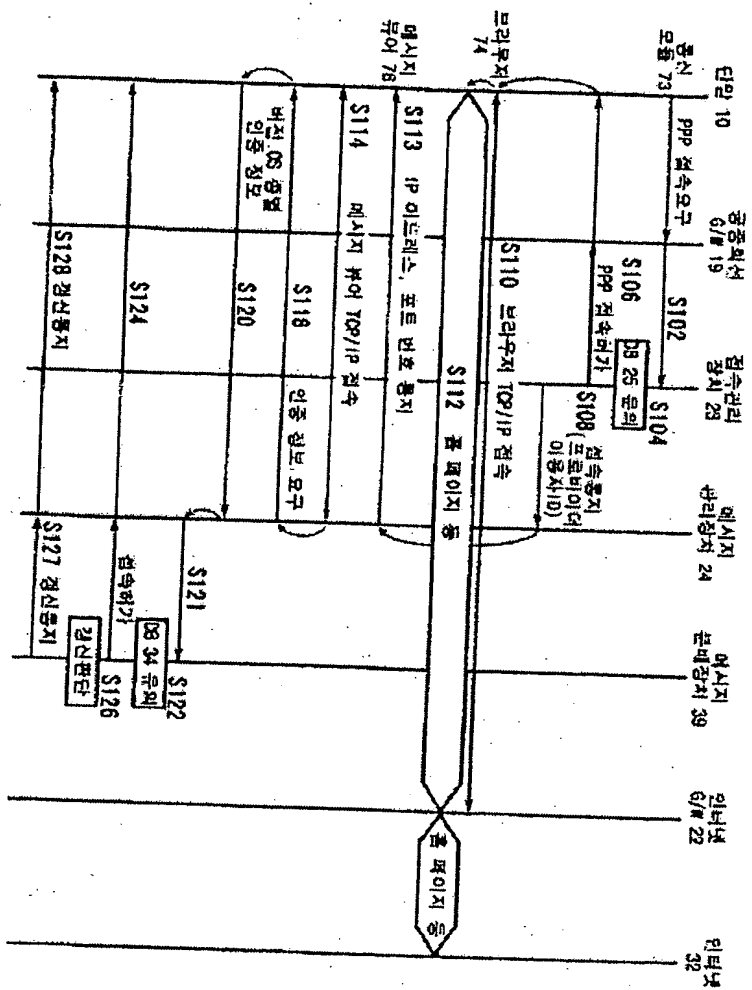 단말 10
공중회선
G/W 19
접속관리
장치 23
메시지
관리장치 24
메시지
분배장치 39
인터넷
G/W 22
인터넷
32
통신
모듈 73
PPP 접속요구
S102
S104
DB 25 문의
S106
PPP 접속허가
브라우저
74
S108
접속통지
(프로바이더
이용자ID)
S110 브라우저 TCP/IP 접속
S112 홈 페이지 등
홈 페이지 등
메시지
뷰어 76
S113 IP 어드레스, 포트 번호 통지
S114 메시지 뷰어 TCP/IP 접속
S118 인증 정보 요구
버전 OS 종별
인증 정보
S120
S121
S122
DB 34 문의
S124 접속허가
S126
갱신판단
S127 갱신통지
S128 갱신통지